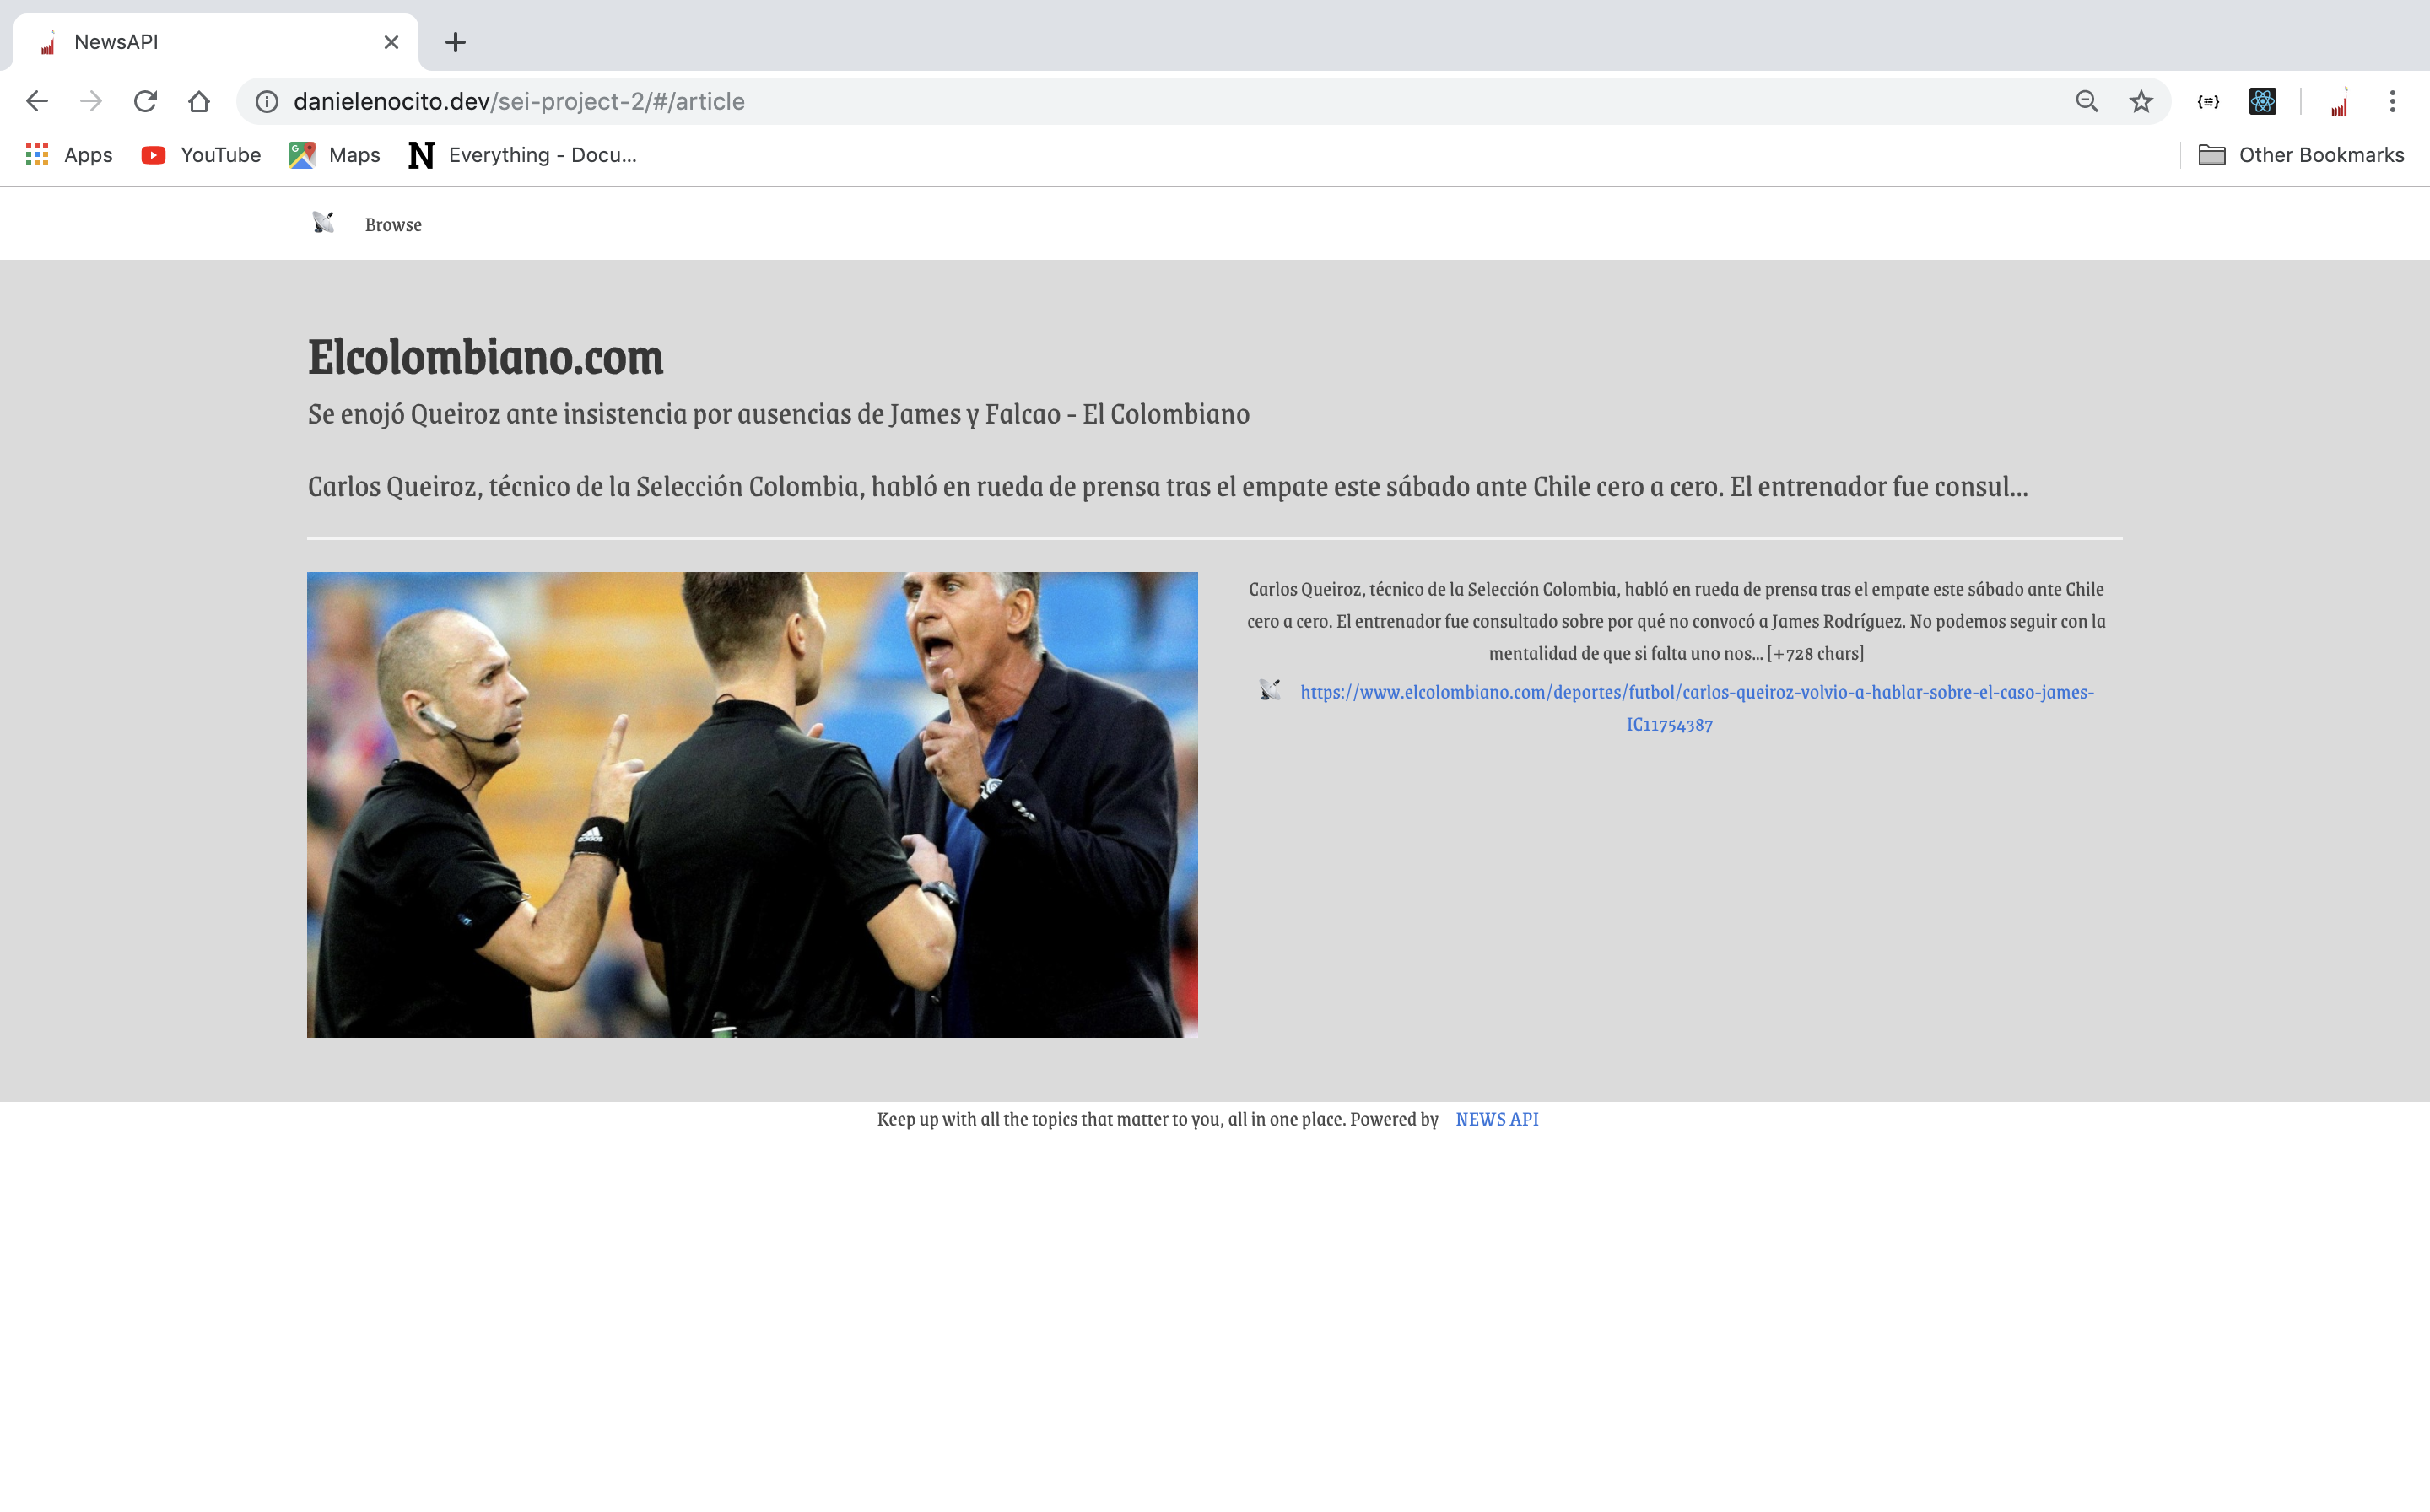 NewsAPI
danielenocito.dev/sei-project-2/#/article
Apps YouTube Maps Everything - Docu... Other Bookmarks
Browse
Elcolombiano.com
Se enojó Queiroz ante insistencia por ausencias de James y Falcao - El Colombiano
Carlos Queiroz, técnico de la Selección Colombia, habló en rueda de prensa tras el empate este sábado ante Chile cero a cero. El entrenador fue consul...
adidas
Carlos Queiroz, técnico de la Selección Colombia, habló en rueda de prensa tras el empate este sábado ante Chile
cero a cero. El entrenador fue consultado sobre por qué no convocó a James Rodríguez. No podemos seguir con la
mentalidad de que si falta uno nos... [+728 chars]
https://www.elcolombiano.com/deportes/futbol/carlos-queiroz-volvio-a-hablar-sobre-el-caso-james-
IC11754387
Keep up with all the topics that matter to you, all in one place. Powered by NEWS API